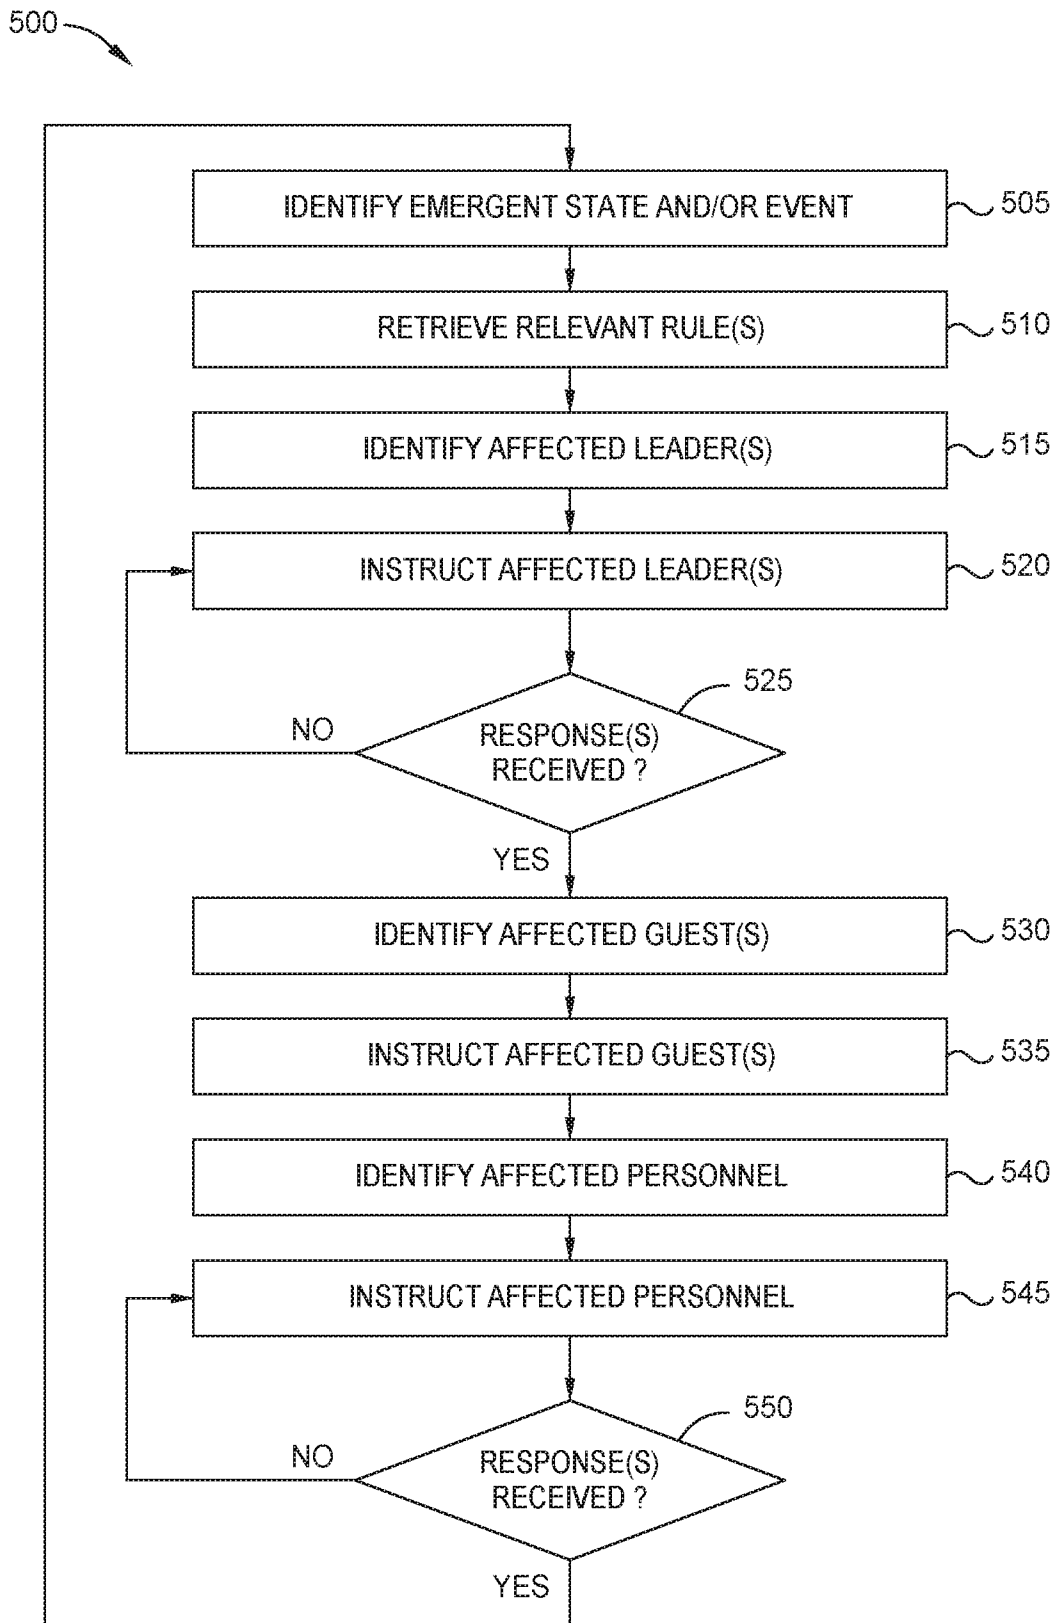 500
IDENTIFY EMERGENT STATE AND/OR EVENT
505
RETRIEVE RELEVANT RULE(S)
510
IDENTIFY AFFECTED LEADER(S)
515
INSTRUCT AFFECTED LEADER(S)
520
525
NO
RESPONSE(S)
RECEIVED ?
YES
IDENTIFY AFFECTED GUEST(S)
530
INSTRUCT AFFECTED GUEST(S)
535
IDENTIFY AFFECTED PERSONNEL
540
INSTRUCT AFFECTED PERSONNEL
545
550
NO
RESPONSE(S)
RECEIVED ?
YES